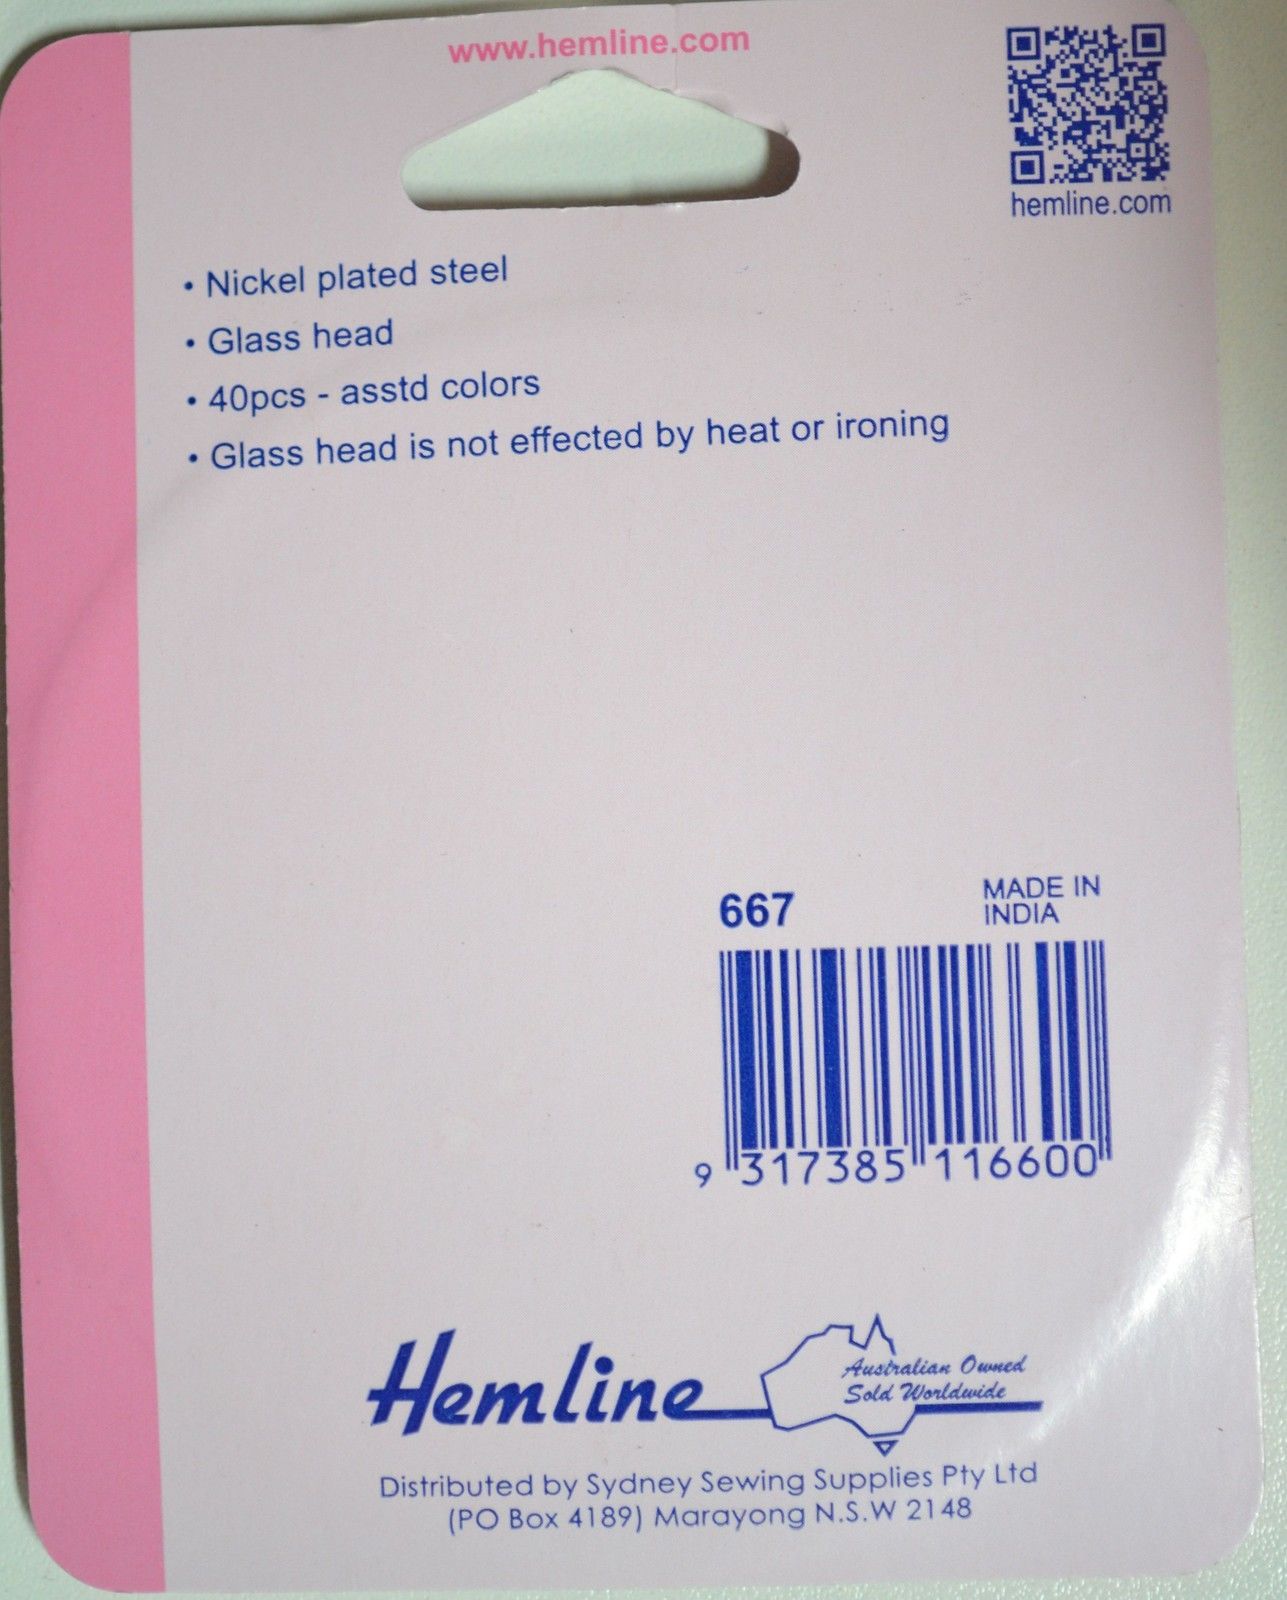 www.hemline.com
hemline.com
• Nickel plated steel
• Glass head
• 40pcs - asstd colors
• Glass head is not effected by heat or ironing
667
MADE IN
INDIA
9 317385 116600
Hemline
Australian Owned
Sold Worldwide
Distributed by Sydney Sewing Supplies Pty Ltd
(PO Box 4189) Marayong N.S.W 2148